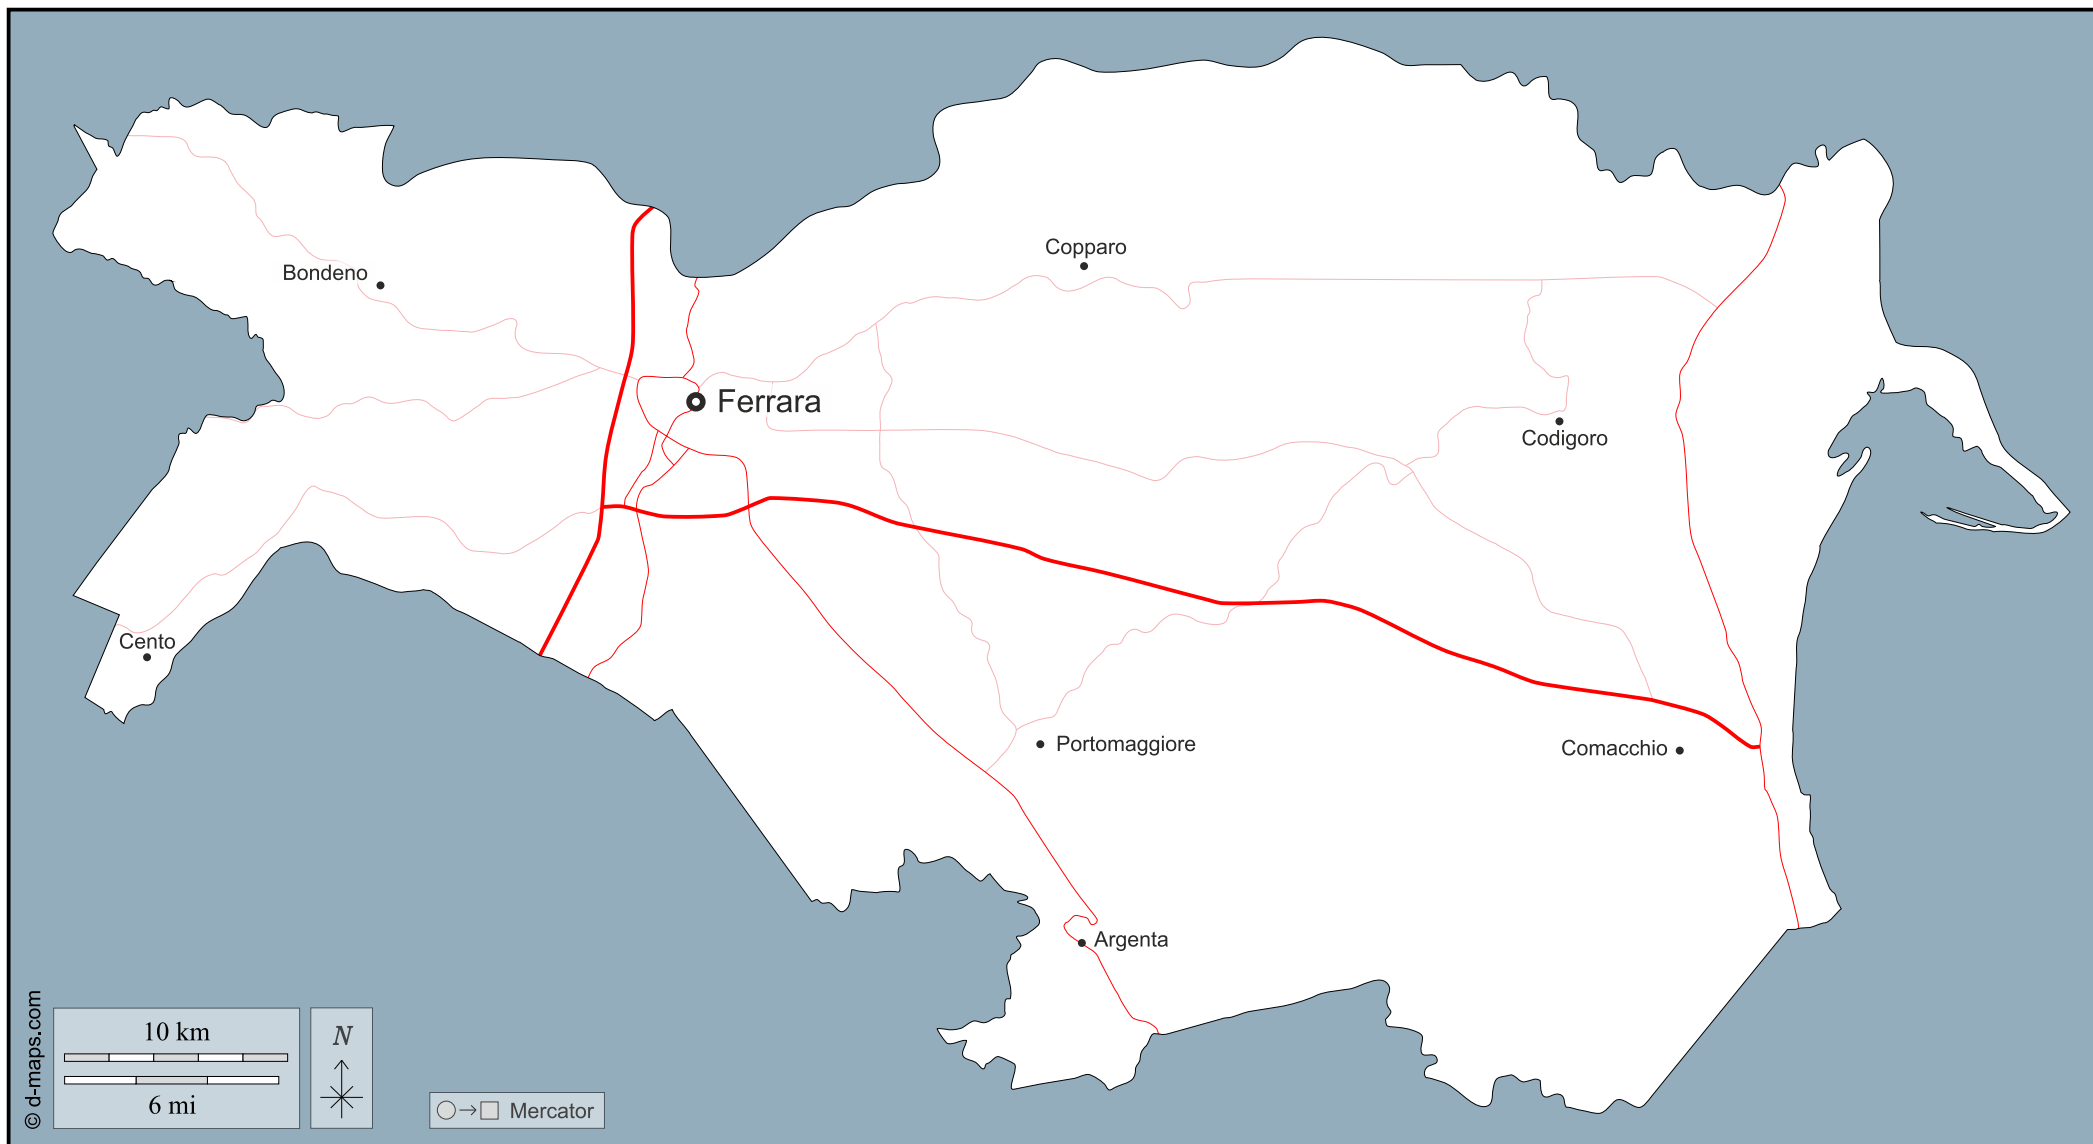 Copparo
Bondeno
Ferrara
Codigoro
Cento
Portomaggiore
Comacchio
Argenta
© d-maps.com
10 km
6 mi
N
Mercator